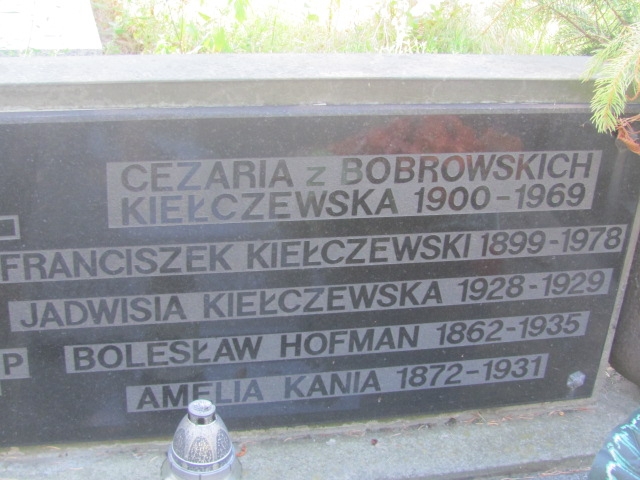 CEZARIA z BOBROWSKICH
KIEŁCZEWSKA 1900-1969
FRANCISZEK KIEŁCZEWSKI 1899-1978
JADWISIA KIEŁCZEWSKA 1928-1929
P
BOLESŁAW HOFMAN 1862-1935
AMELIA KANIA 1872-1931